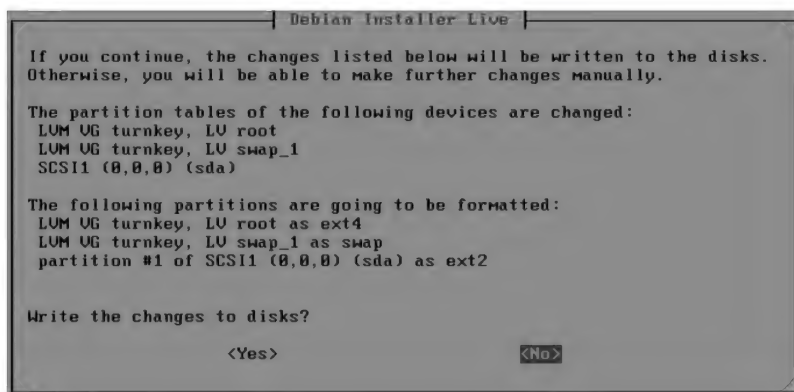 Debian Installer Live
If you continue, the changes listed below will be written to the disks.
Otherwise, you will be able to make further changes manually.
The partition tables of the following devices are changed:
LVM VG turnkey, LV root
LVM VG turnkey, LV swap_1
SCSI1 (0,0,0) (sda)
The following partitions are going to be formatted:
LVM VG turnkey, LV root as ext4
LVM VG turnkey, LV swap_1 as swap
partition #1 of SCSI1 (0,0,0) (sda) as ext2
Write the changes to disks?
<Yes> <No>